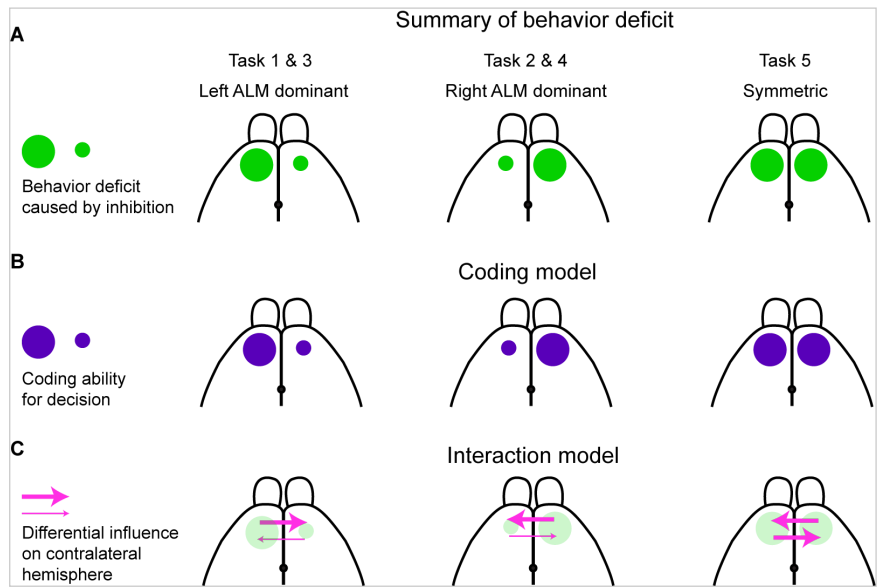 Summary of behavior deficit
A
Task 1 & 3
Task 2 & 4
Task 5
Left ALM dominant
Right ALM dominant
Symmetric
Behavior deficit
caused by inhibition
B
Coding model
Coding ability
for decision
C
Interaction model
Differential influence
on contralateral
hemisphere